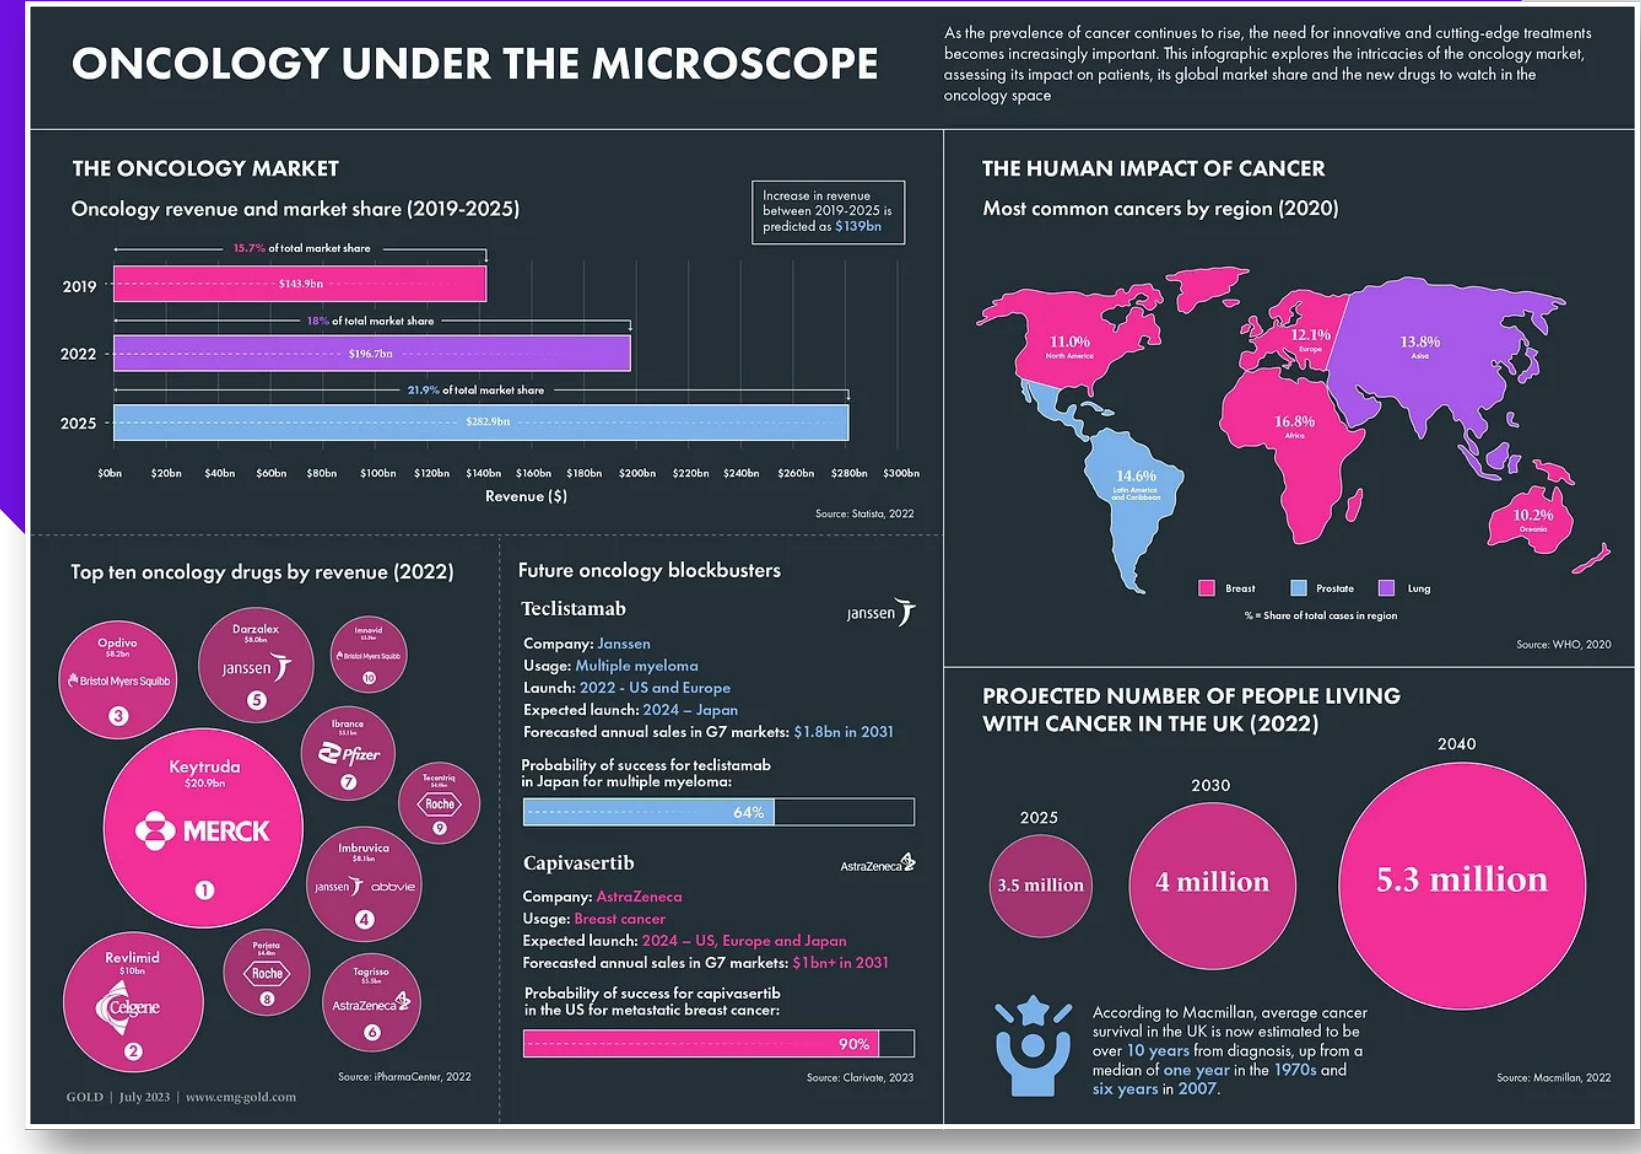 ONCOLOGY UNDER THE MICROSCOPE
As the prevalence of cancer continues to rise, the need for innovative and cutting-edge treatments
becomes increasingly important. This infographic explores the intricacies of the oncology market,
assessing its impact on patients, its global market share and the new drugs to watch in the
oncology space
THE ONCOLOGY MARKET
Oncology revenue and market share (2019-2025)
Increase in revenue
between 2019-2025 is
predicted as $139bn
15.7% of total market share
2019
$143.9bn
18% of total market share
2022
$196.7bn
21.9% of total market share
2025
$282.9bn
$0bn $20bn $40bn $60bn $80bn $100bn $120bn $140bn $160bn $180bn $200bn $220bn $240bn $260bn $280bn $300bn
Revenue ($)
Source: Statista, 2022
Top ten oncology drugs by revenue (2022)
Opdivo
$8.2bn
Bristol Myers Squibb
3
Darzalex
$8.0bn
janssen
5
Imnovid
Bristol Myers Squibb
10
Ibrance
$5.1bn
Pfizer
7
Keytruda
$20.9bn
MERCK
1
Tecentriq
Roche
9
Imbruvica
$8.1bn
janssen abbvie
4
Revlimid
$10bn
Celgene
2
Perjeta
$4.4bn
Roche
8
Tagrisso
$5.5bn
AstraZeneca
6
Source: iPharmaCenter, 2022
GOLD | July 2023 | www.emg-gold.com
Future oncology blockbusters
Teclistamab
janssen
Company: Janssen
Usage: Multiple myeloma
Launch: 2022 - US and Europe
Expected launch: 2024 – Japan
Forecasted annual sales in G7 markets: $1.8bn in 2031
Probability of success for teclistamab
in Japan for multiple myeloma:
64%
Capivasertib
AstraZeneca
Company: AstraZeneca
Usage: Breast cancer
Expected launch: 2024 – US, Europe and Japan
Forecasted annual sales in G7 markets: $1bn+ in 2031
Probability of success for capivasertib
in the US for metastatic breast cancer:
90%
Source: Clarivate, 2023
THE HUMAN IMPACT OF CANCER
Most common cancers by region (2020)
11.0%
North America
12.1%
Europe
13.8%
Asisa
16.8%
Africa
14.6%
Latin America
and Caribbean
10.2%
Oceania
Breast Prostate Lung
% = Share of total cases in region
Source: WHO, 2020
PROJECTED NUMBER OF PEOPLE LIVING
WITH CANCER IN THE UK (2022)
2025
3.5 million
2030
4 million
2040
5.3 million
According to Macmillan, average cancer
survival in the UK is now estimated to be
over 10 years from diagnosis, up from a
median of one year in the 1970s and
six years in 2007.
Source: Macmillan, 2022